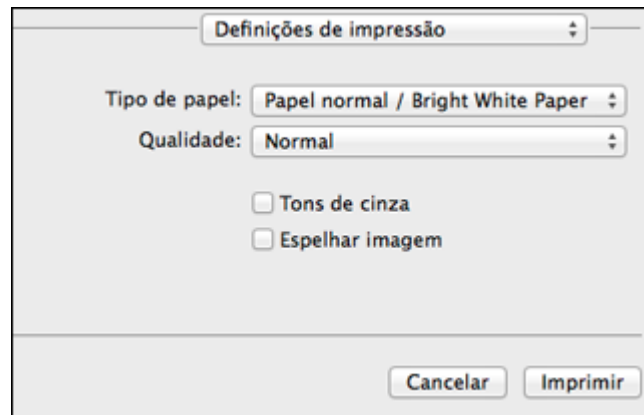 Definições de impressão
Tipo de papel: Papel normal / Bright White Paper
Qualidade: Normal
Tons de cinza
Espelhar imagem
Cancelar Imprimir